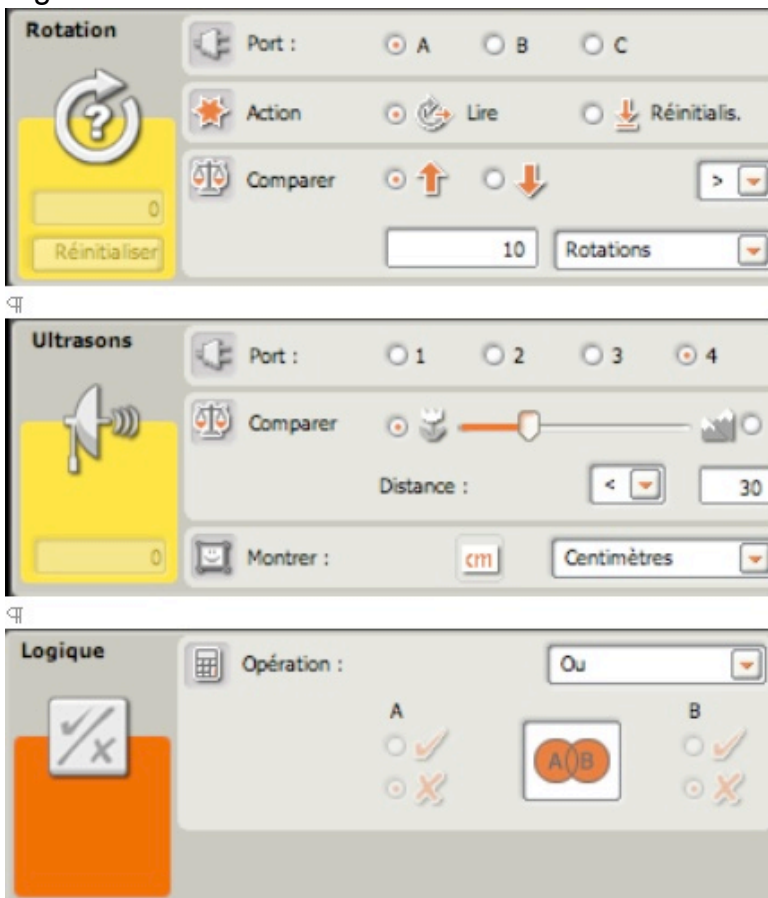 Rotation
Port : A B C
Action Lire Réinitialis.
Comparer >
0
10 Rotations
Réinitialiser
¶
Ultrasons
Port : 1 2 3 4
Comparer
Distance : < 30
0 Montrer : cm Centimètres
¶
Logique
Opération : Ou
A B
A B